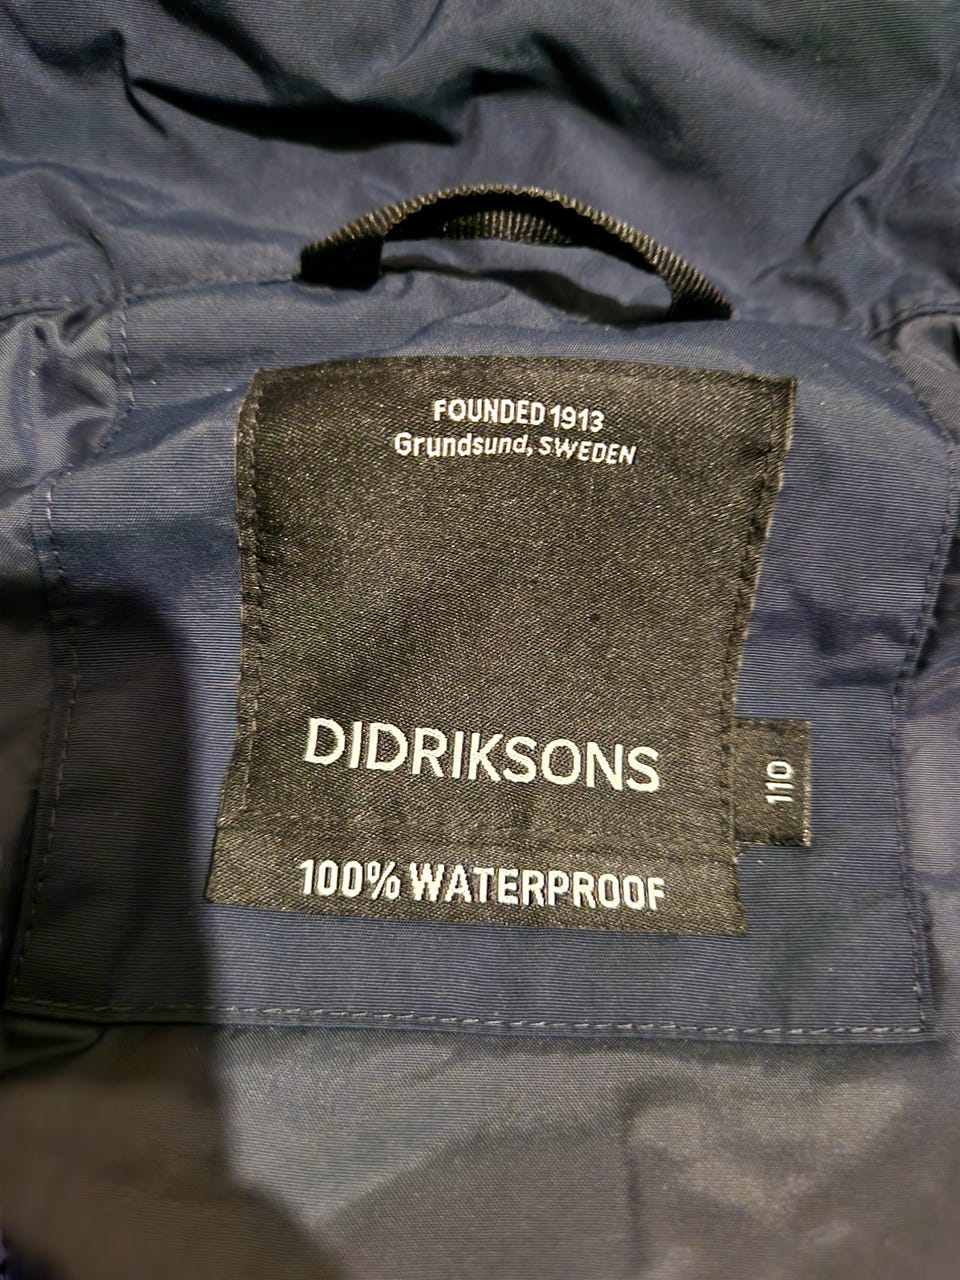 FOUNDED 1913
Grundsund, SWEDEN
DIDRIKSONS
110
100% WATERPROOF